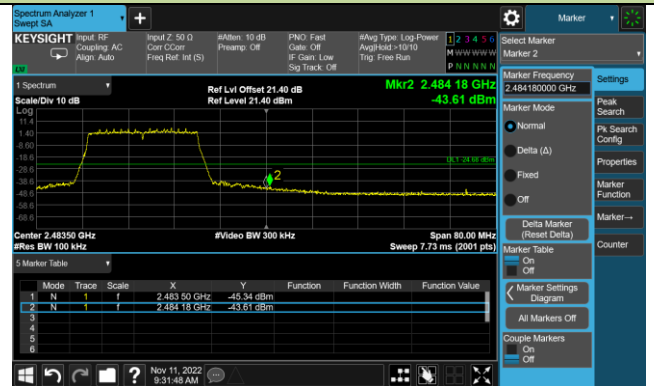 Spectrum Analyzer 1
Swept SA
Marker
KEYSIGHT
Input: RF
Coupling: AC
Align: Auto
Input Z: 50 Ω
Corr CCorr
Freq Ref: Int (S)
#Atten: 10 dB
Preamp: Off
PNO: Fast
Gate: Off
IF Gain: Low
Sig Track: Off
#Avg Type: Log-Power
Avg|Hold:>10/10
Trig: Free Run
1 2 3 4 5 6
M W W W W W
P N N N N N
Select Marker
Marker 2
1 Spectrum
Scale/Div 10 dB
Ref Lvl Offset 21.40 dB
Ref Level 21.40 dBm
Mkr2 2.484 18 GHz
-43.61 dBm
Log
11.4
1.40
-8.60
-18.6
-38.6
-48.6
-58.6
-68.6
2
Center 2.48350 GHz
#Res BW 100 kHz
#Video BW 300 kHz
Span 80.00 MHz
Sweep 7.73 ms (2001 pts)
5 Marker Table
Mode Trace Scale X Y Function Function Width Function Value
1 N 1 f 2.483 50 GHz -45.34 dBm
2 N 1 f 2.484 18 GHz -43.61 dBm
3
4
5
6
Marker Frequency
2.484180000 GHz
Marker Mode
Normal
Delta (Δ)
Fixed
Off
Delta Marker
(Reset Delta)
Marker Table
On
Off
Marker Settings
Diagram
All Markers Off
Couple Markers
On
Off
Settings
Peak
Search
Pk Search
Config
Properties
Marker
Function
Marker→
Counter
?
Nov 11, 2022
9:31:48 AM